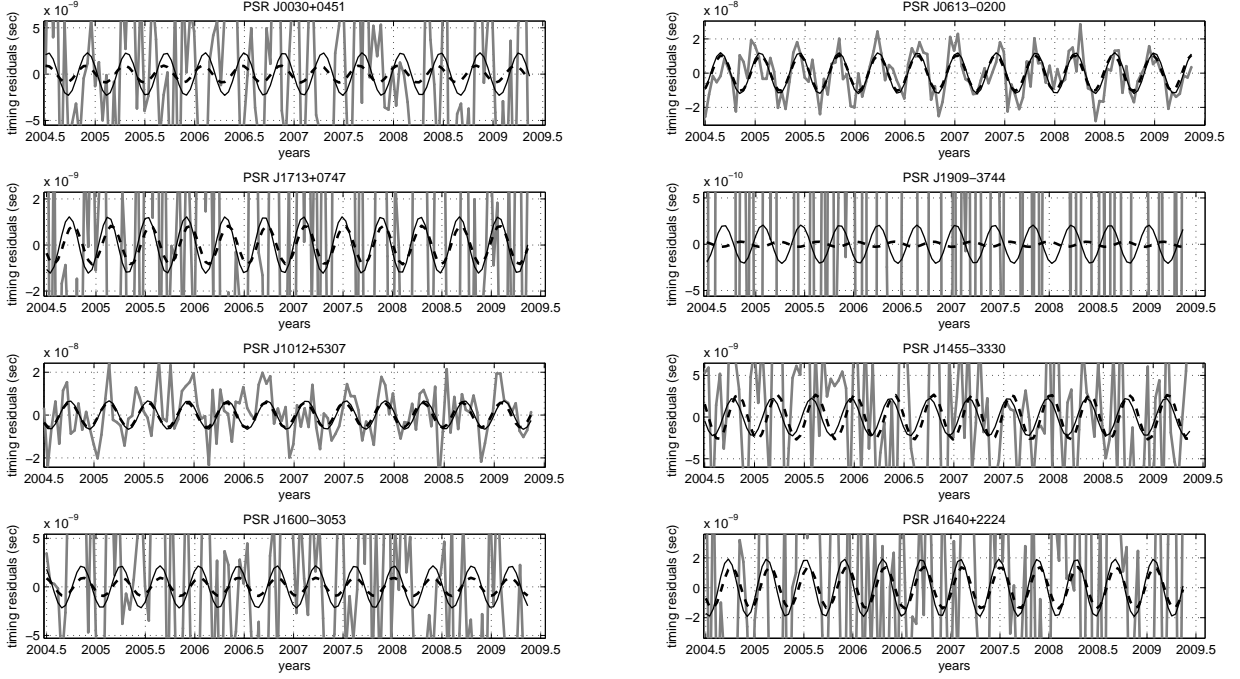 x 10−9
PSR J0030+0451
timing residuals (sec)
5
0
−5
2004.5 2005 2005.5 2006 2006.5 2007 2007.5 2008 2008.5 2009 2009.5
years
x 10−8
PSR J0613−0200
timing residuals (sec)
2
0
−2
2004.5 2005 2005.5 2006 2006.5 2007 2007.5 2008 2008.5 2009 2009.5
years
x 10−9
PSR J1713+0747
timing residuals (sec)
2
0
−2
2004.5 2005 2005.5 2006 2006.5 2007 2007.5 2008 2008.5 2009 2009.5
years
x 10−10
PSR J1909−3744
timing residuals (sec)
5
0
−5
2004.5 2005 2005.5 2006 2006.5 2007 2007.5 2008 2008.5 2009 2009.5
years
x 10−8
PSR J1012+5307
timing residuals (sec)
2
0
−2
2004.5 2005 2005.5 2006 2006.5 2007 2007.5 2008 2008.5 2009 2009.5
years
x 10−9
PSR J1455−3330
timing residuals (sec)
5
0
−5
2004.5 2005 2005.5 2006 2006.5 2007 2007.5 2008 2008.5 2009 2009.5
years
x 10−9
PSR J1600−3053
timing residuals (sec)
5
0
−5
2004.5 2005 2005.5 2006 2006.5 2007 2007.5 2008 2008.5 2009 2009.5
years
x 10−9
PSR J1640+2224
timing residuals (sec)
2
0
−2
2004.5 2005 2005.5 2006 2006.5 2007 2007.5 2008 2008.5 2009 2009.5
years